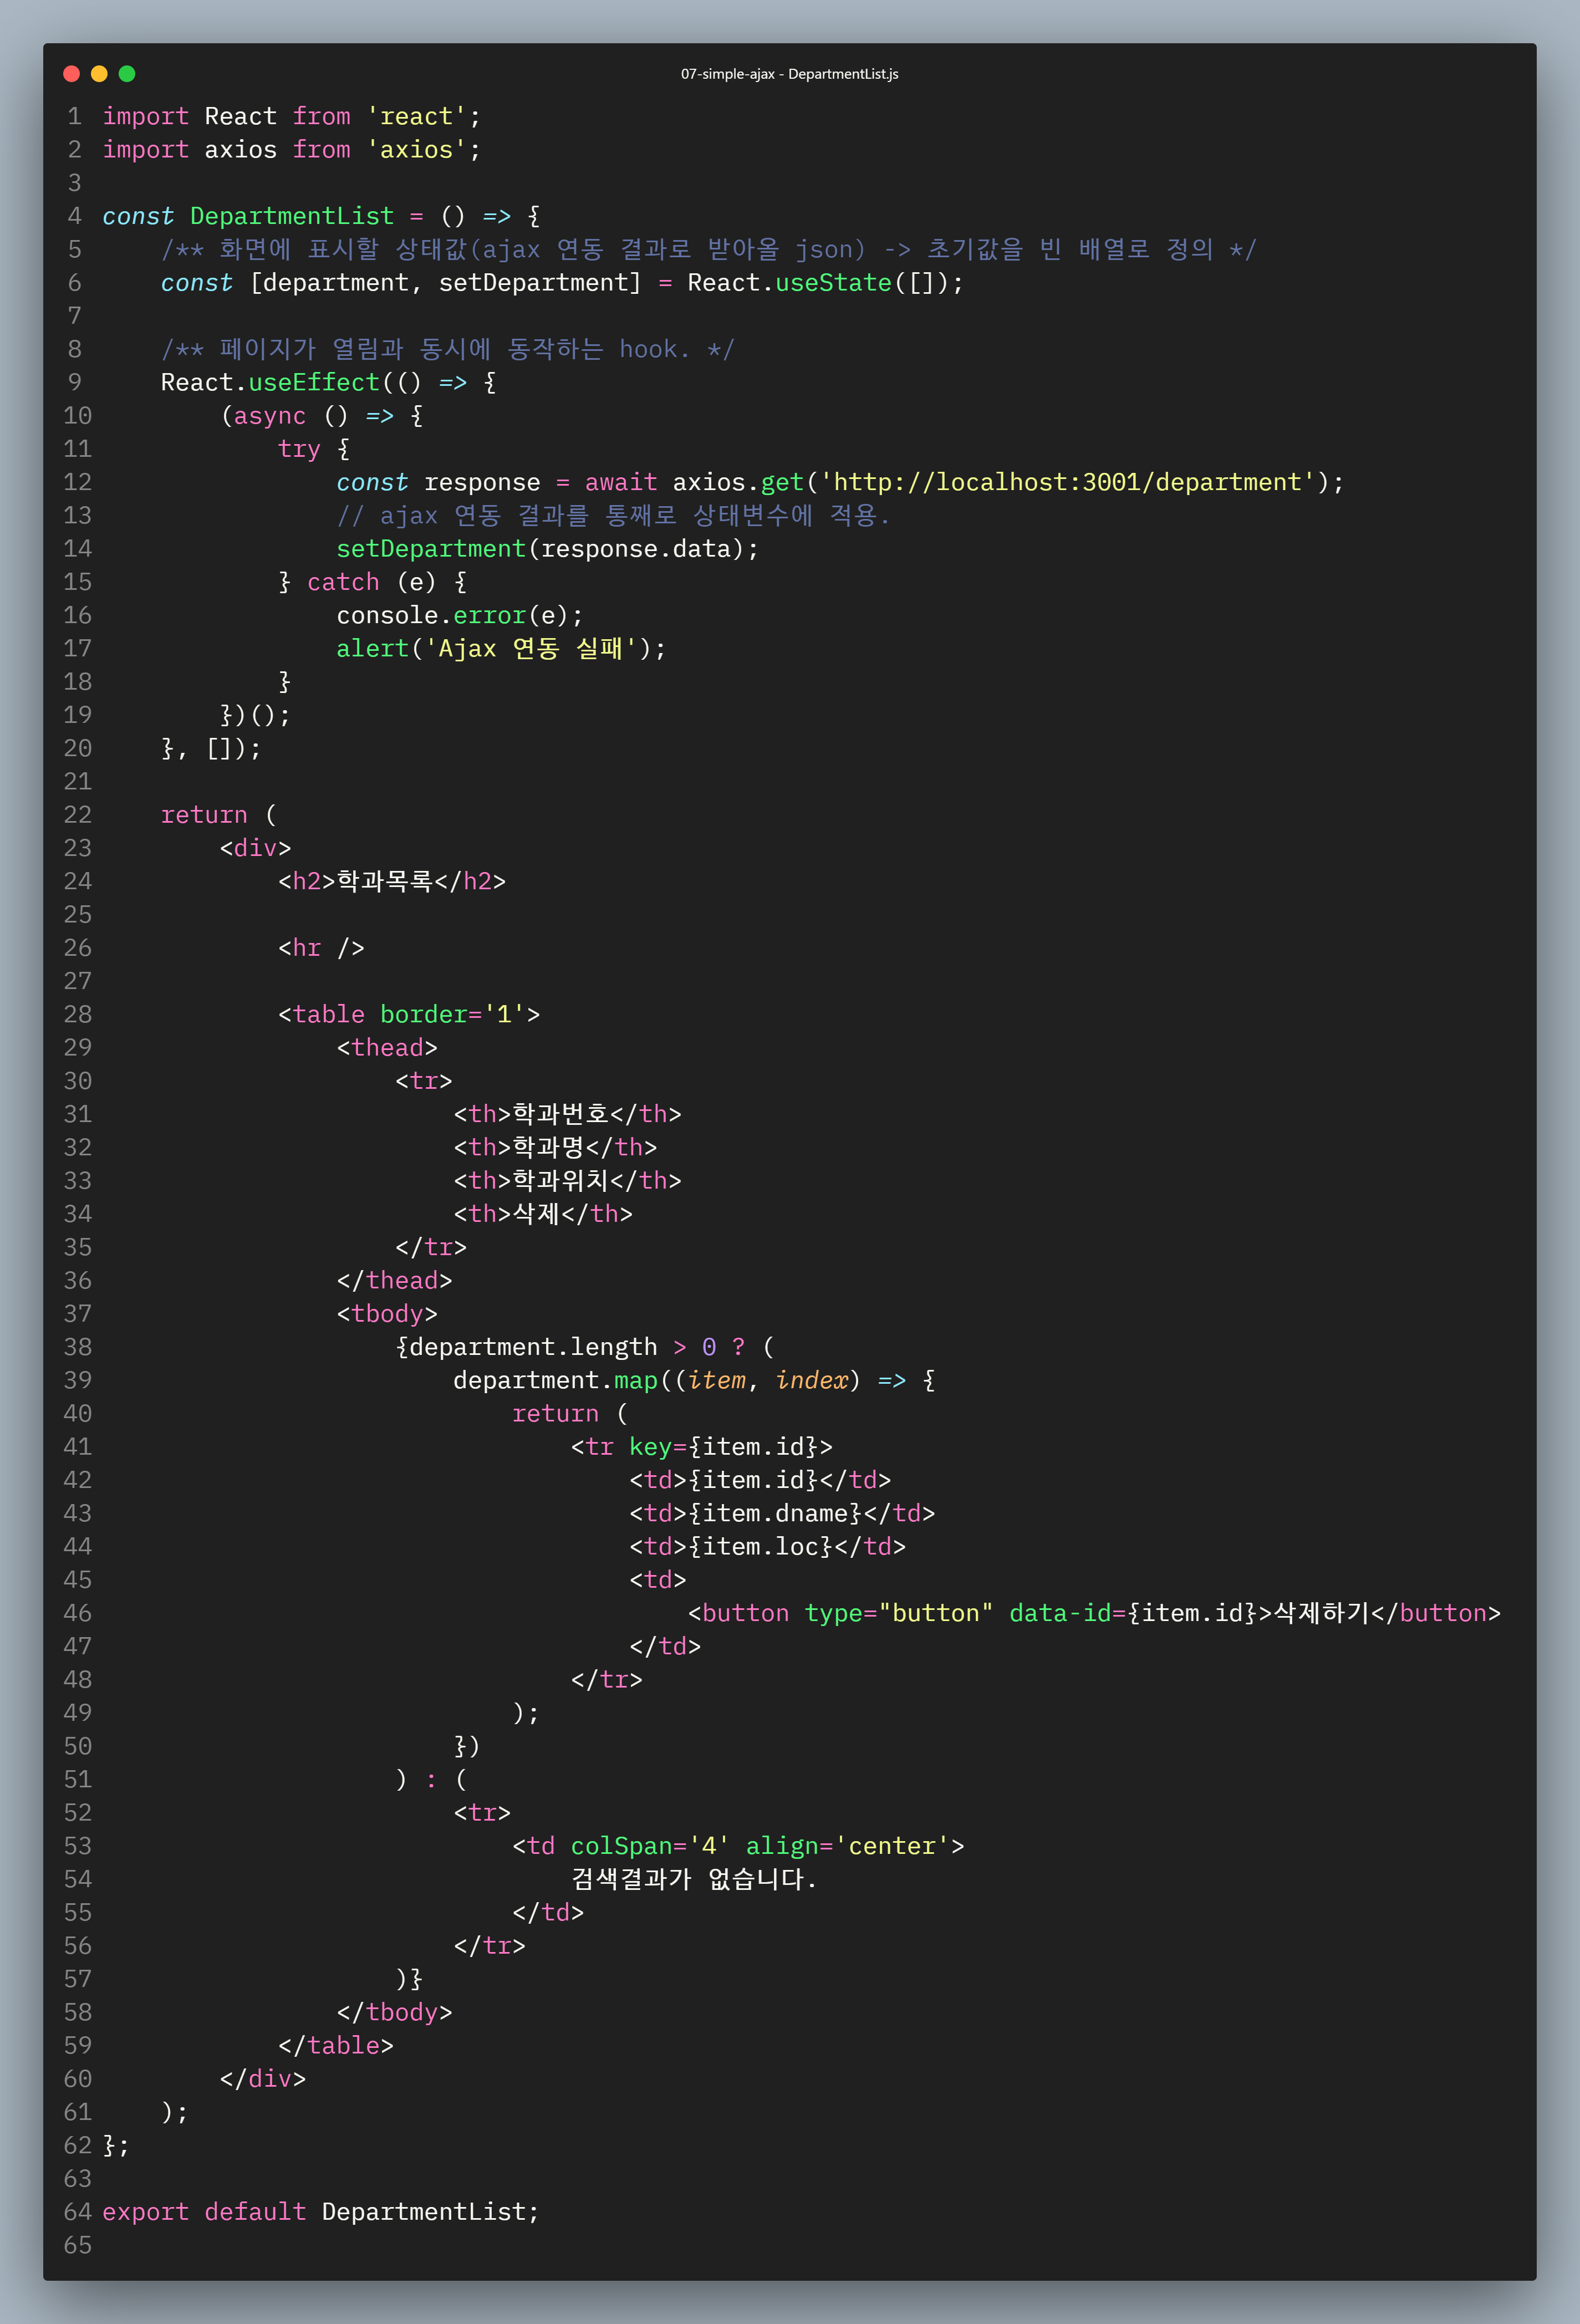 07-simple-ajax - DepartmentList.js
1 import React from 'react';
2 import axios from 'axios';
3
4 const DepartmentList = () => {
5     /** 화면에 표시할 상태값(ajax 연동 결과로 받아올 json) -> 초기값을 빈 배열로 정의 */
6     const [department, setDepartment] = React.useState([]);
7
8     /** 페이지가 열림과 동시에 동작하는 hook. */
9     React.useEffect(() => {
10         (async () => {
11             try {
12                 const response = await axios.get('http://localhost:3001/department');
13                 // ajax 연동 결과를 통째로 상태변수에 적용.
14                 setDepartment(response.data);
15             } catch (e) {
16                 console.error(e);
17                 alert('Ajax 연동 실패');
18             }
19         })();
20     }, []);
21
22     return (
23         <div>
24             <h2>학과목록</h2>
25
26             <hr />
27
28             <table border='1'>
29                 <thead>
30                     <tr>
31                         <th>학과번호</th>
32                         <th>학과명</th>
33                         <th>학과위치</th>
34                         <th>삭제</th>
35                     </tr>
36                 </thead>
37                 <tbody>
38                     {department.length > 0 ? (
39                         department.map((item, index) => {
40                             return (
41                                 <tr key={item.id}>
42                                     <td>{item.id}</td>
43                                     <td>{item.dname}</td>
44                                     <td>{item.loc}</td>
45                                     <td>
46                                         <button type="button" data-id={item.id}>삭제하기</button>
47                                     </td>
48                                 </tr>
49                             );
50                         })
51                     ) : (
52                         <tr>
53                             <td colSpan='4' align='center'>
54                                 검색결과가 없습니다.
55                             </td>
56                         </tr>
57                     )}
58                 </tbody>
59             </table>
60         </div>
61     );
62 };
63
64 export default DepartmentList;
65